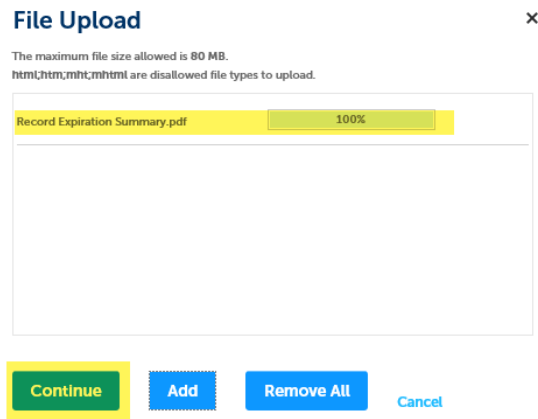 File Upload ×
The maximum file size allowed is 80 MB.
html;htm;mht;mhtml are disallowed file types to upload.
Record Expiration Summary.pdf 100%
Continue Add Remove All Cancel